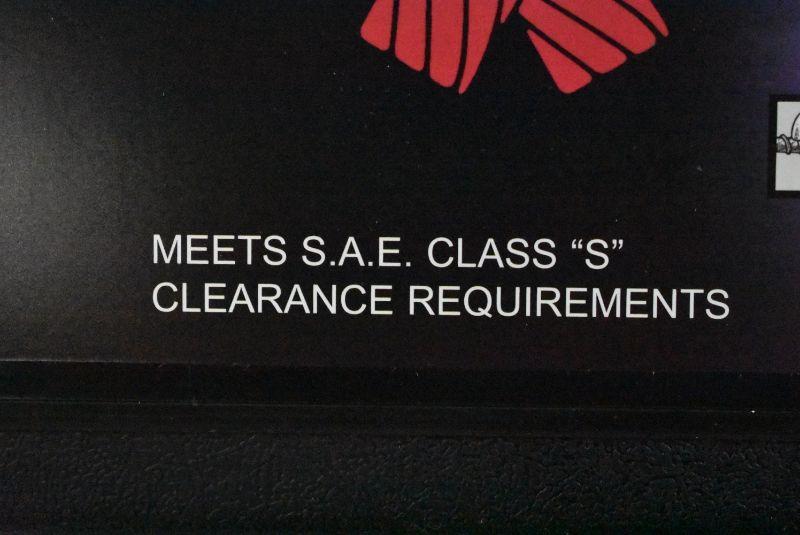 MEETS S.A.E. CLASS “S”
CLEARANCE REQUIREMENTS